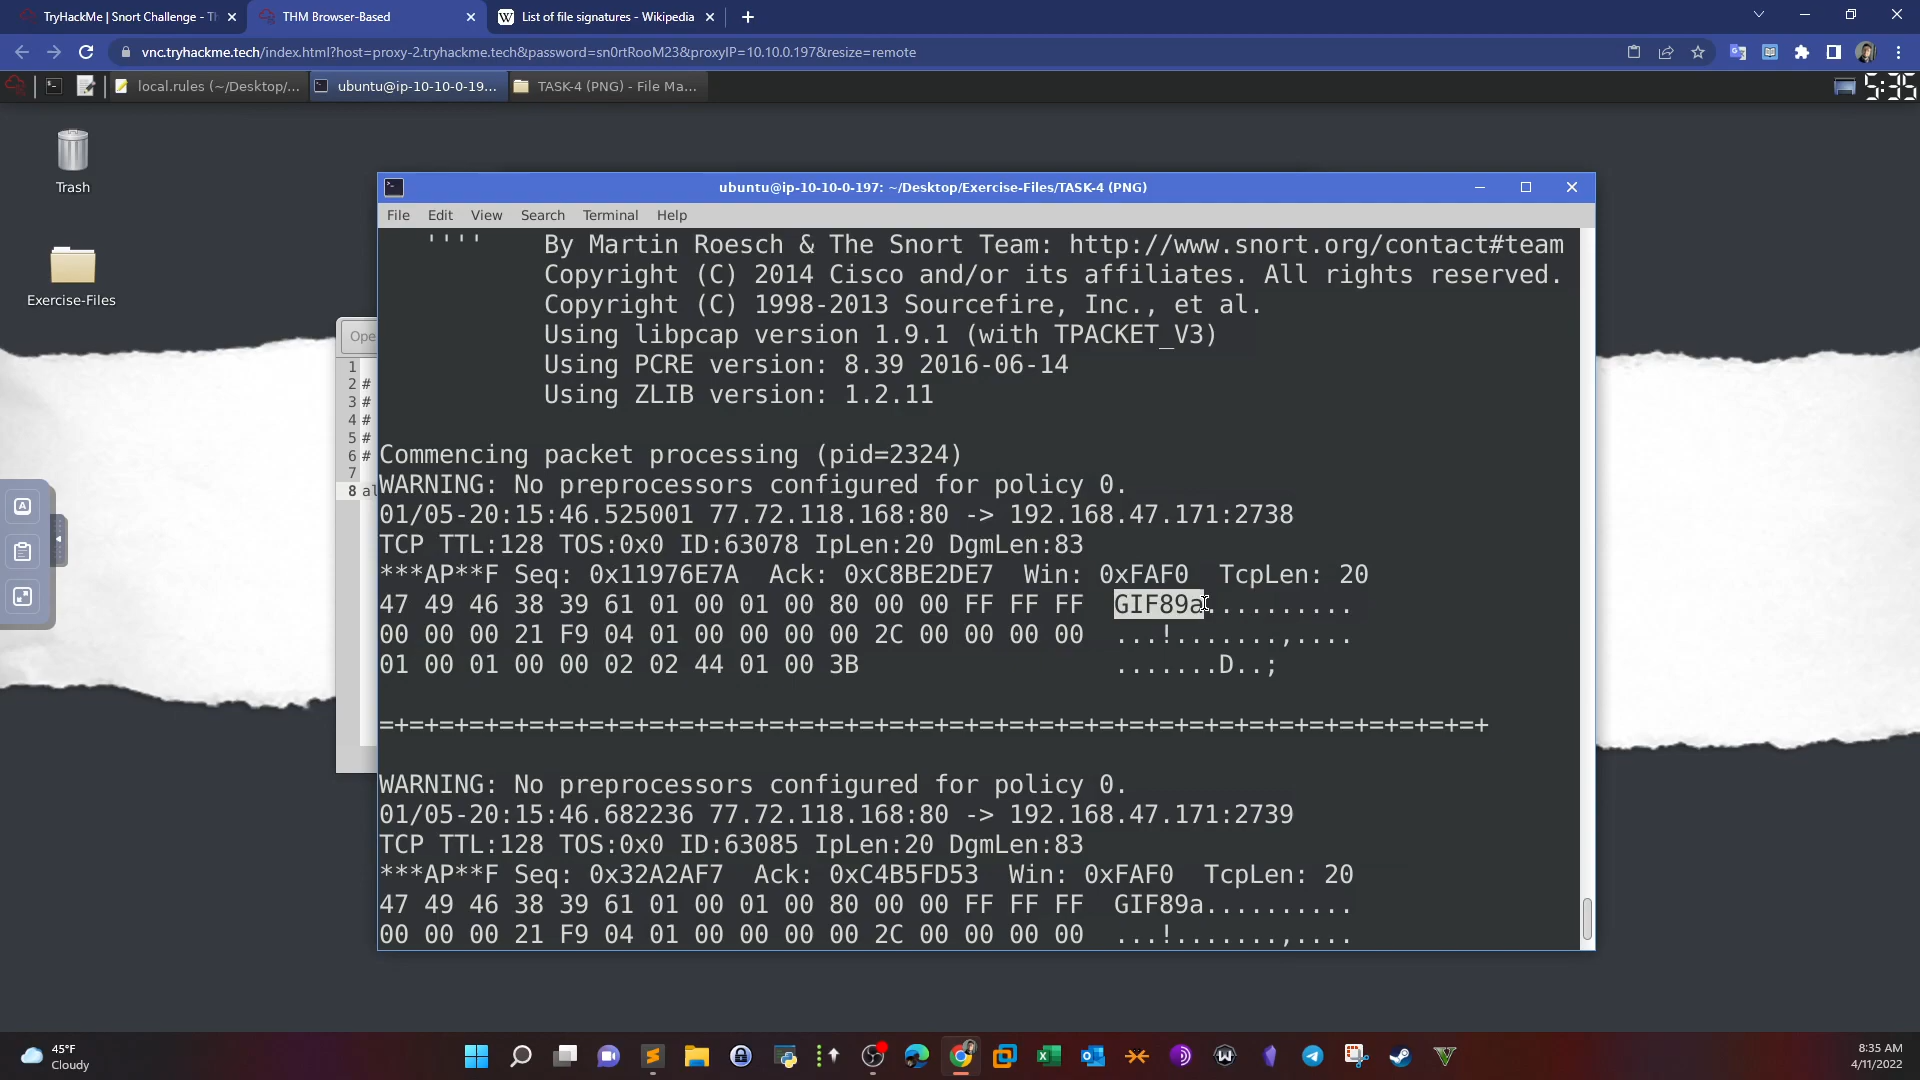 TryHackMe | Snort Challenge - T
THM Browser-Based
List of file signatures - Wikipedia
vnc.tryhackme.tech/index.html?host=proxy-2.tryhackme.tech&password=sn0rtRooM23&proxyIP=10.10.0.197&resize=remote
local.rules (~/Desktop/...
ubuntu@ip-10-10-0-19...
TASK-4 (PNG) - File Ma...
5:35
Trash
Exercise-Files
ubuntu@ip-10-10-0-197: ~/Desktop/Exercise-Files/TASK-4 (PNG)
File Edit View Search Terminal Help
Ope
1
2 #
3 #
4 #
5 #
6 #
7
8 al
'''' By Martin Roesch & The Snort Team: http://www.snort.org/contact#team
Copyright (C) 2014 Cisco and/or its affiliates. All rights reserved.
Copyright (C) 1998-2013 Sourcefire, Inc., et al.
Using libpcap version 1.9.1 (with TPACKET_V3)
Using PCRE version: 8.39 2016-06-14
Using ZLIB version: 1.2.11
Commencing packet processing (pid=2324)
WARNING: No preprocessors configured for policy 0.
01/05-20:15:46.525001 77.72.118.168:80 -> 192.168.47.171:2738
TCP TTL:128 TOS:0x0 ID:63078 IpLen:20 DgmLen:83
***AP**F Seq: 0x11976E7A Ack: 0xC8BE2DE7 Win: 0xFAF0 TcpLen: 20
47 49 46 38 39 61 01 00 01 00 80 00 00 FF FF FF GIF89a..........
00 00 00 21 F9 04 01 00 00 00 00 2C 00 00 00 00 ...!.......,....
01 00 01 00 00 02 02 44 01 00 3B .......D..;
=+=+=+=+=+=+=+=+=+=+=+=+=+=+=+=+=+=+=+=+=+=+=+=+=+=+=+=+=+=+=+=+=+=+=+=+=+
WARNING: No preprocessors configured for policy 0.
01/05-20:15:46.682236 77.72.118.168:80 -> 192.168.47.171:2739
TCP TTL:128 TOS:0x0 ID:63085 IpLen:20 DgmLen:83
***AP**F Seq: 0x32A2AF7 Ack: 0xC4B5FD53 Win: 0xFAF0 TcpLen: 20
47 49 46 38 39 61 01 00 01 00 80 00 00 FF FF FF GIF89a..........
00 00 00 21 F9 04 01 00 00 00 00 2C 00 00 00 00 ...!.......,....
45°F
Cloudy
8:35 AM
4/11/2022